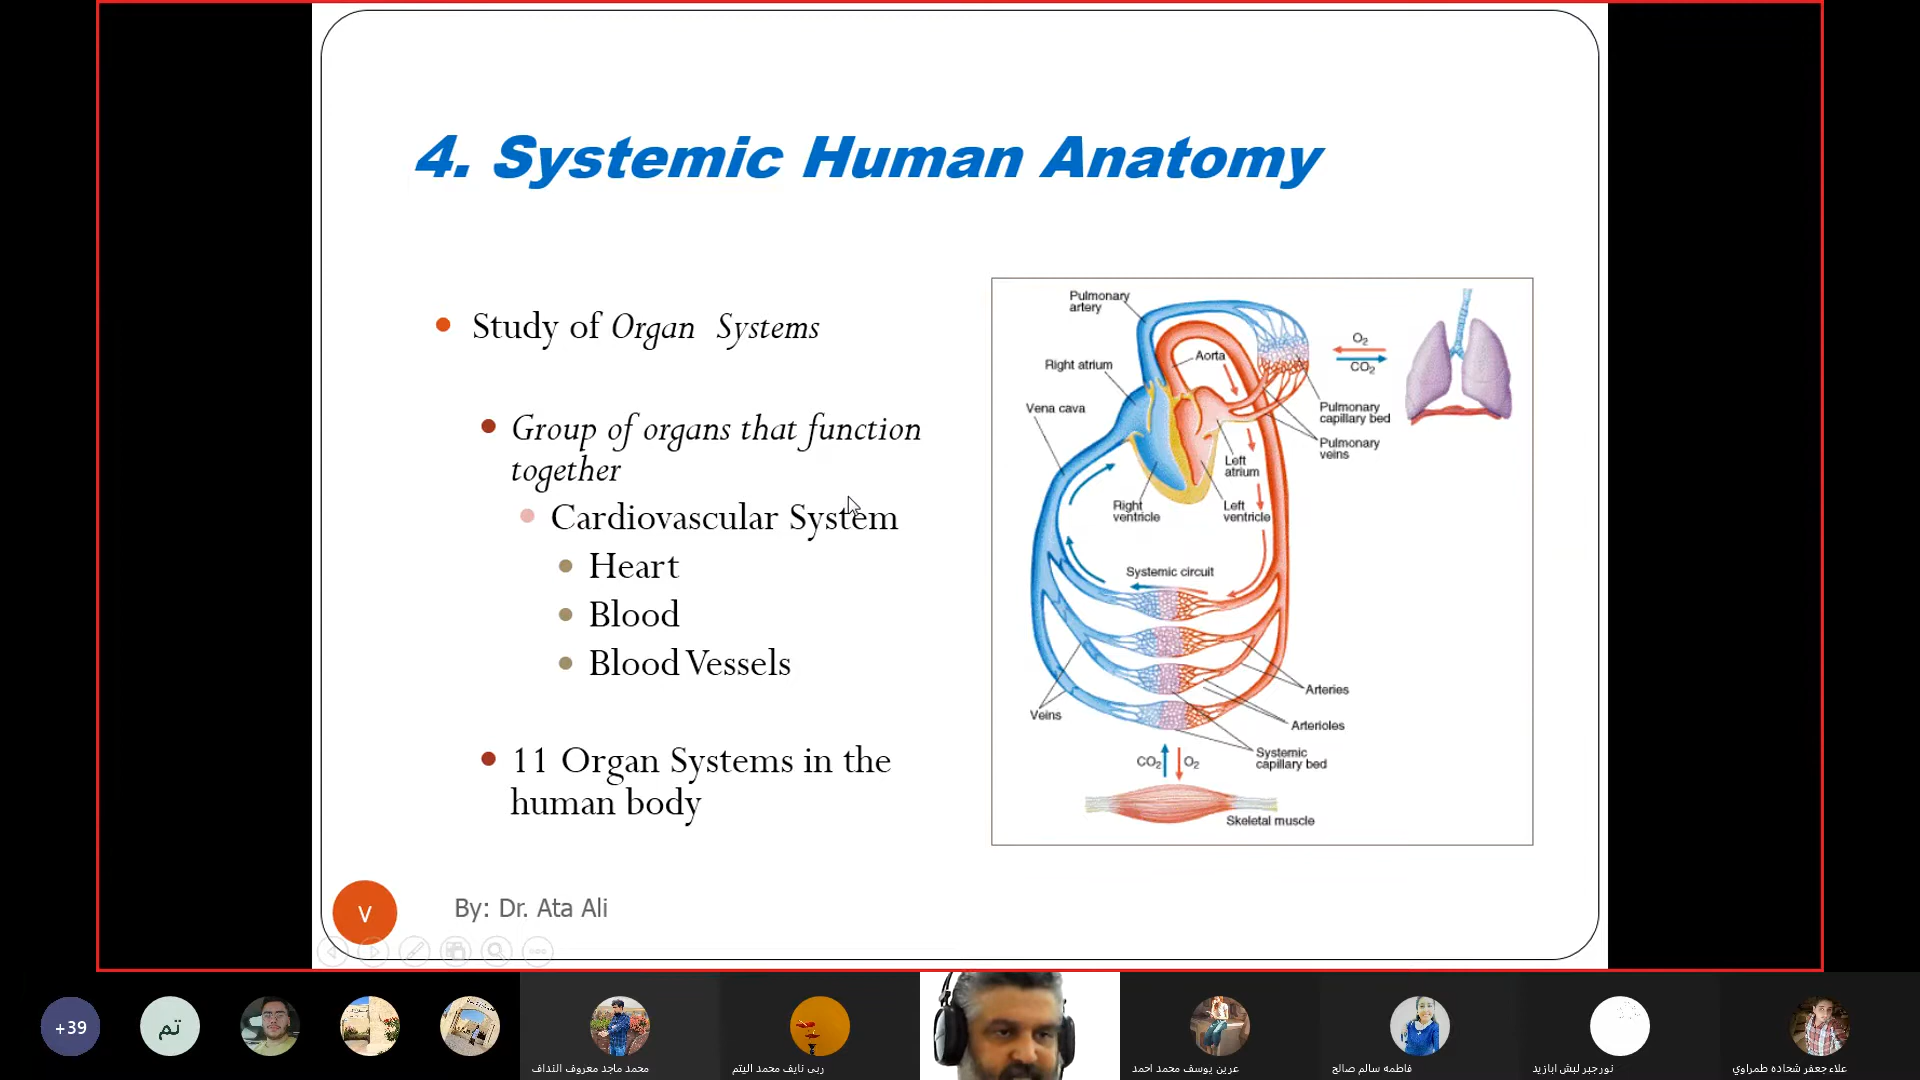 4. Systemic Human Anatomy
Study of Organ Systems
Group of organs that function
together
Cardiovascular System
Heart
Blood
Blood Vessels
11 Organ Systems in the
human body
Pulmonary
artery
Right atrium
Vena cava
Aorta
O2
CO2
Pulmonary
capillary bed
Pulmonary
veins
Left
atrium
Right
ventricle
Left
ventricle
Systemic circuit
Arteries
Arterioles
Veins
Systemic
capillary bed
CO2
O2
Skeletal muscle
V
By: Dr. Ata Ali
+39
تم
محمد ماجد معروف النداف
ربى نايف محمد اليتم
عرين يوسف محمد احمد
فاطمه سالم صالح
نورجبر لبش ابازيد
علاءجعفر شحاده طمراوي